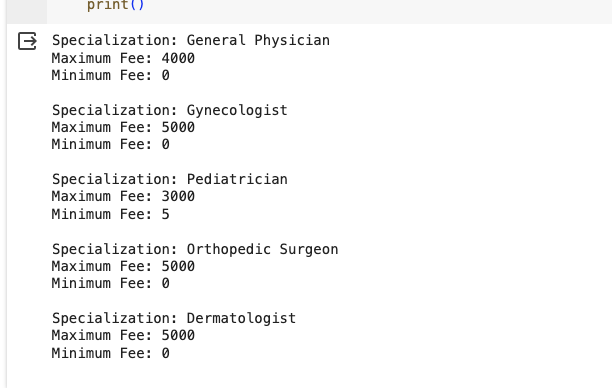 print()
Specialization: General Physician
Maximum Fee: 4000
Minimum Fee: 0
Specialization: Gynecologist
Maximum Fee: 5000
Minimum Fee: 0
Specialization: Pediatrician
Maximum Fee: 3000
Minimum Fee: 5
Specialization: Orthopedic Surgeon
Maximum Fee: 5000
Minimum Fee: 0
Specialization: Dermatologist
Maximum Fee: 5000
Minimum Fee: 0